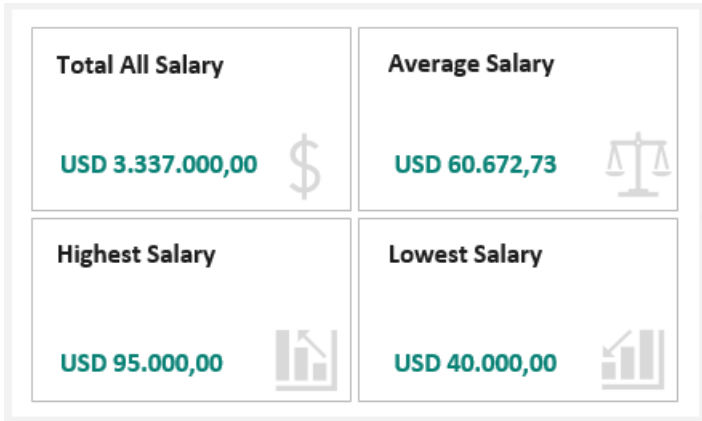 Total All Salary
USD 3.337.000,00
Average Salary
USD 60.672,73
Highest Salary
USD 95.000,00
Lowest Salary
USD 40.000,00